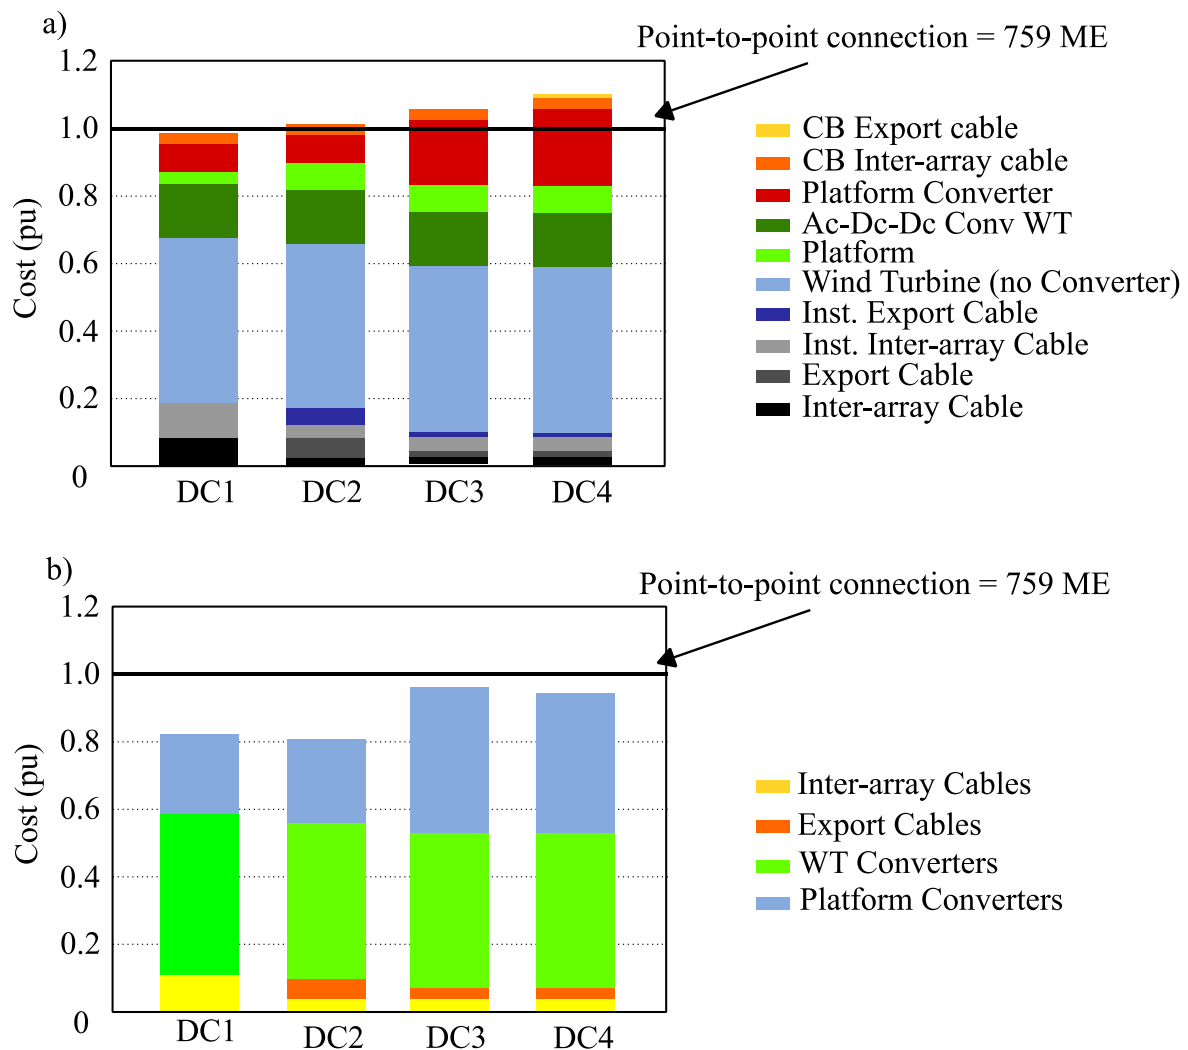 a)
Point-to-point connection = 759 ME
1.2
1.0
0.8
0.6
0.4
0.2
0
Cost (pu)
DC1 DC2 DC3 DC4
CB Export cable
CB Inter-array cable
Platform Converter
Ac-Dc-Dc Conv WT
Platform
Wind Turbine (no Converter)
Inst. Export Cable
Inst. Inter-array Cable
Export Cable
Inter-array Cable
b)
Point-to-point connection = 759 ME
1.2
1.0
0.8
0.6
0.4
0.2
0
Cost (pu)
DC1 DC2 DC3 DC4
Inter-array Cables
Export Cables
WT Converters
Platform Converters